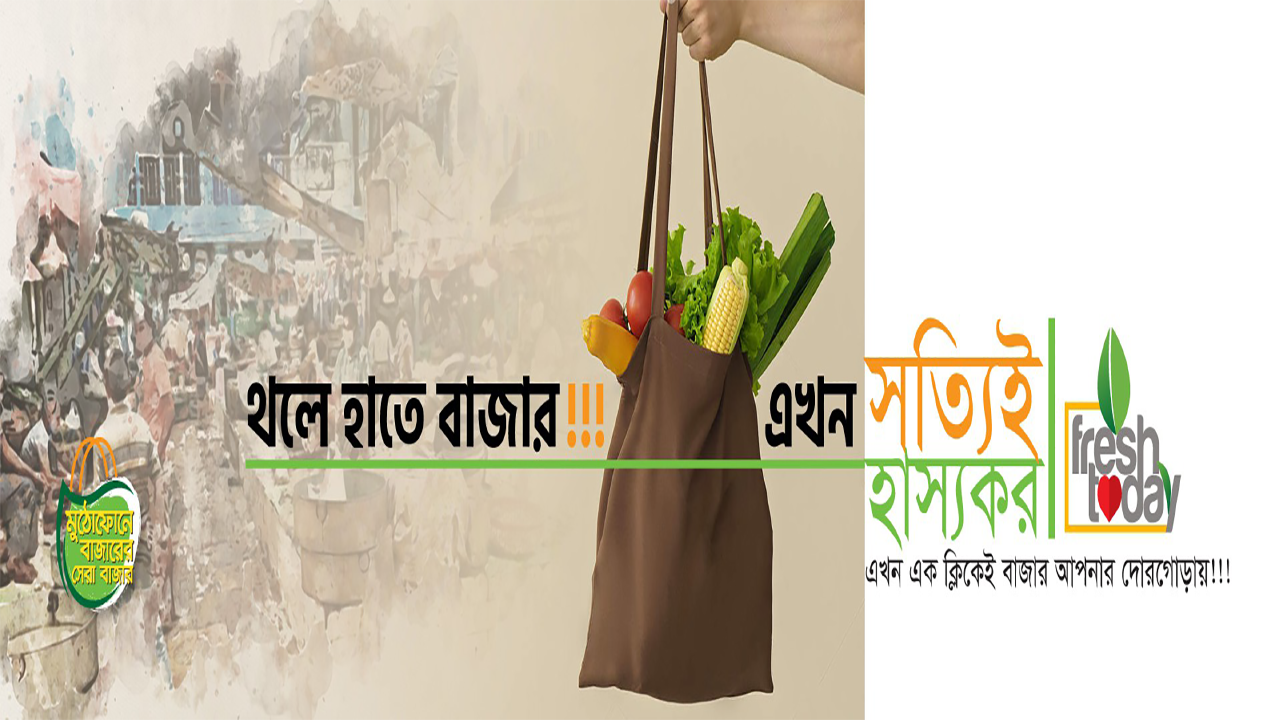 থলে হাতে বাজার!!! এখন সত্যিই
হাস্যকর
fresh
today
এখন এক ক্লিকেই বাজার আপনার দোরগোড়ায়!!!
মুঠোফোনে
বাজারের
সেরা বাজার